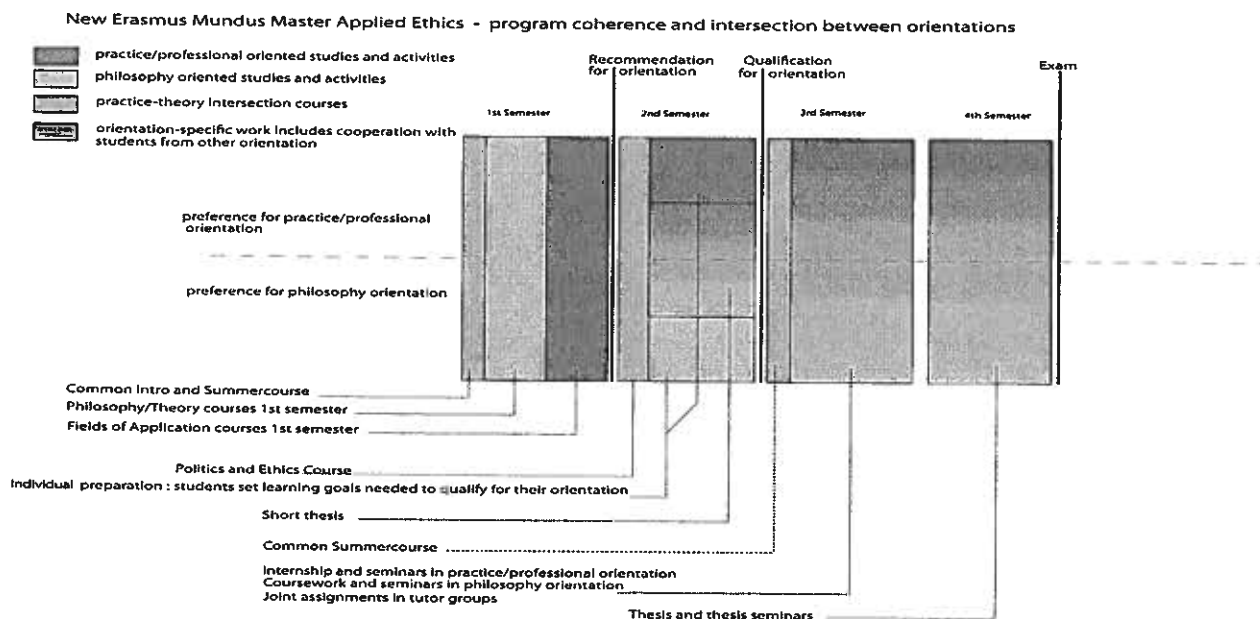 New Erasmus Mundus Master Applied Ethics - program coherence and intersection between orientations
practice/professional oriented studies and activities
philosophy oriented studies and activities
practice-theory intersection courses
orientation-specific work includes cooperation with
students from other orientation
Recommendation
for orientation
Qualification
for orientation
Exam
1st Semester
2nd Semester
3rd Semester
4th Semester
preference for practice/professional
orientation
preference for philosophy orientation
Common Intro and Summercourse
Philosophy/Theory courses 1st semester
Fields of Application courses 1st semester
Politics and Ethics Course
Individual preparation : students set learning goals needed to qualify for their orientation
Short thesis
Common Summercourse
Internship and seminars in practice/professional orientation
Coursework and seminars in philosophy orientation
Joint assignments in tutor groups
Thesis and thesis seminars